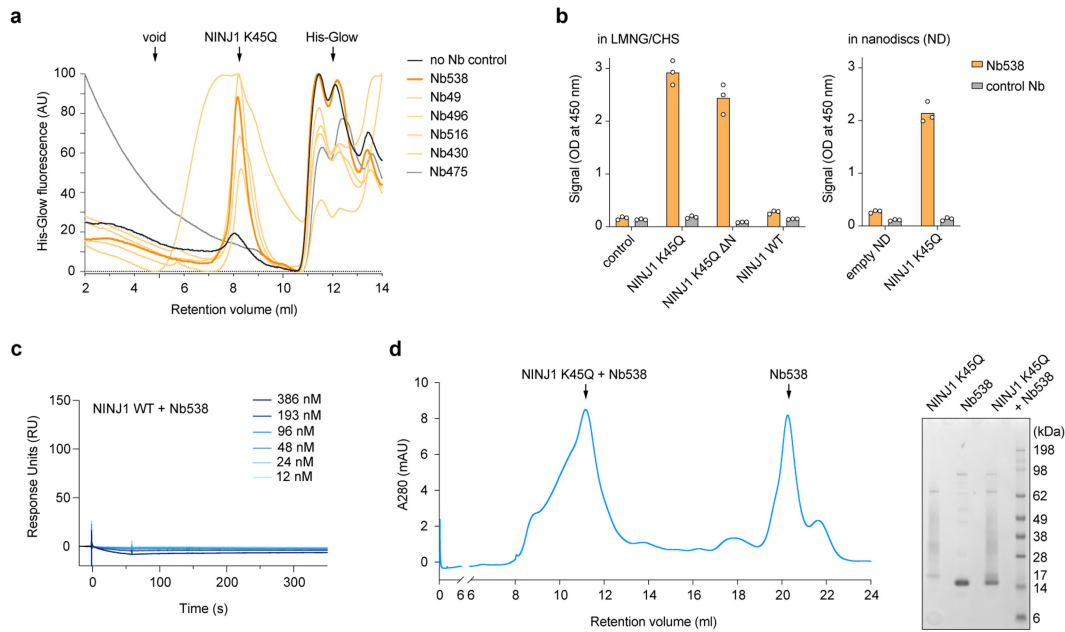 a
void
NINJ1 K45Q
His-Glow
His-Glow fluorescence (AU)
100
80
60
40
20
0
2
4
6
8
10
12
14
Retention volume (ml)
no Nb control
Nb538
Nb49
Nb496
Nb516
Nb430
Nb475
b
in LMNG/CHS
Signal (OD at 450 nm)
3
2
1
0
control
NINJ1 K45Q
NINJ1 K45Q ΔN
NINJ1 WT
in nanodiscs (ND)
Signal (OD at 450 nm)
3
2
1
0
empty ND
NINJ1 K45Q
Nb538
control Nb
c
NINJ1 WT + Nb538
Response Units (RU)
150
100
50
0
0
100
200
300
Time (s)
386 nM
193 nM
96 nM
48 nM
24 nM
12 nM
d
NINJ1 K45Q + Nb538
Nb538
A280 (mAU)
8
6
4
2
0
0
6 6
8
10
12
14
16
18
20
22
24
Retention volume (ml)
NINJ1 K45Q
Nb538
NINJ1 K45Q
+ Nb538
(kDa)
198
98
62
49
38
28
17
14
6